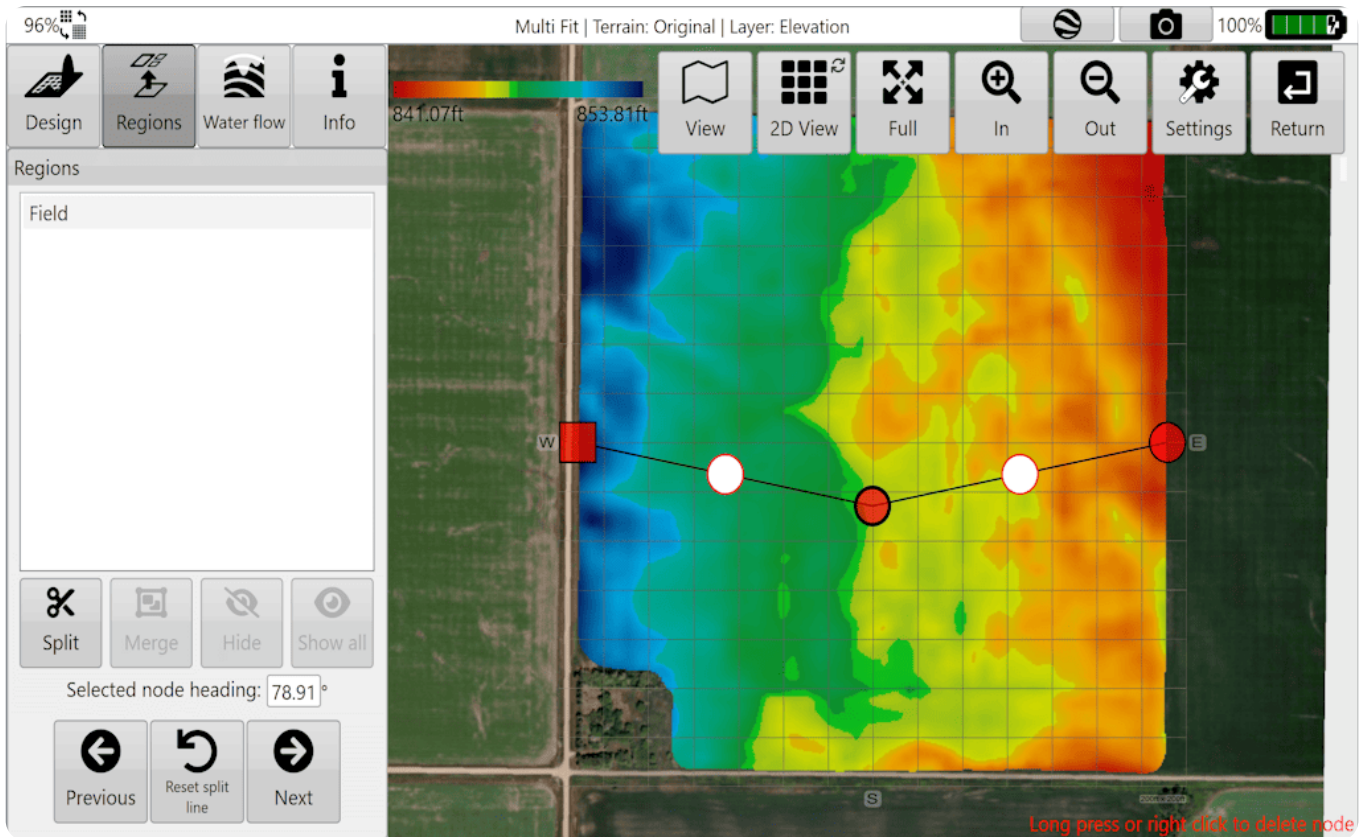 96%
Multi Fit | Terrain: Original | Layer: Elevation
100%
Design
Regions
Water flow
Info
841.07ft
853.81ft
View
2D View
Full
In
Out
Settings
Return
Regions
Field
W
E
Split
Merge
Hide
Show all
Selected node heading: 78.91 °
Previous
Reset split
line
Next
S
Long press or right click to delete node